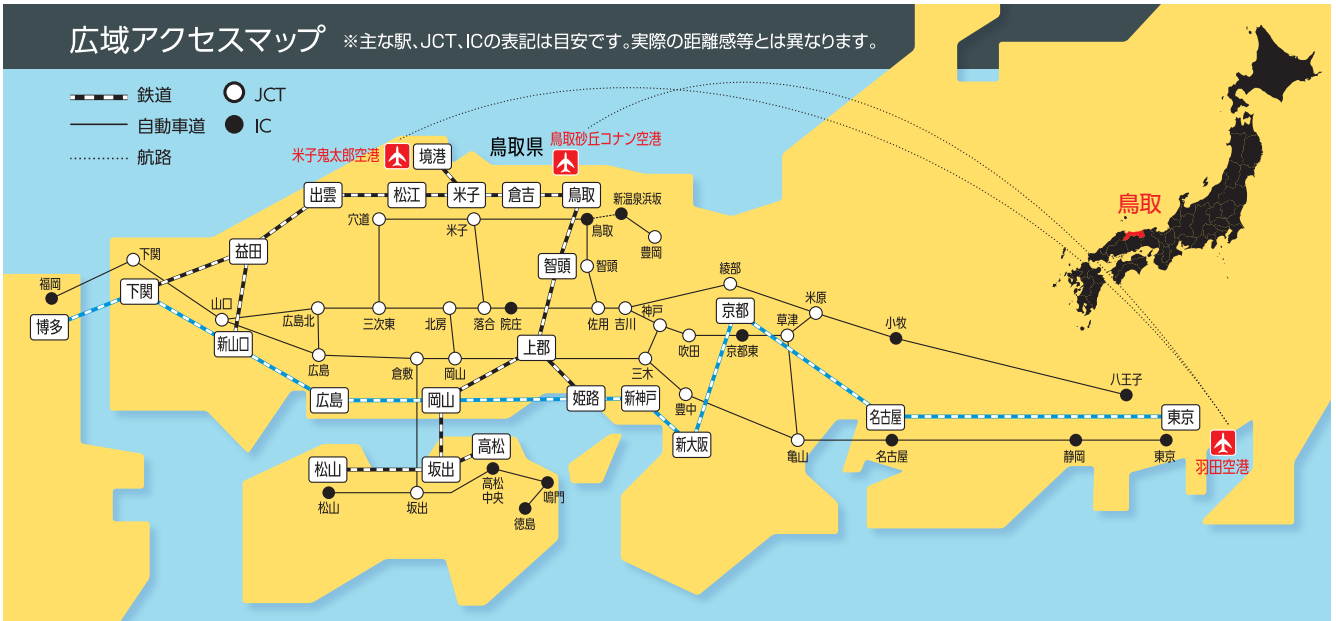 広域アクセスマップ ※主な駅、JCT、ICの表記は目安です。実際の距離感等とは異なります。
鉄道
JCT
自動車道
IC
航路
米子鬼太郎空港
境港
鳥取県
鳥取砂丘コナン空港
出雲
松江
米子
倉吉
鳥取
新温泉浜坂
穴道
米子
鳥取
豊岡
鳥取
益田
下関
智頭
智頭
福岡
下関
博多
山口
新山口
広島北
三次東
北房
落合
院庄
佐用
吉川
神戸
綾部
京都
米原
草津
小牧
吹田
京都東
広島
倉敷
岡山
上郡
三木
八王子
広島
岡山
姫路
新神戸
豊中
新大阪
名古屋
東京
亀山
名古屋
静岡
東京
羽田空港
松山
坂出
高松
松山
坂出
高松
中央
鳴門
徳島